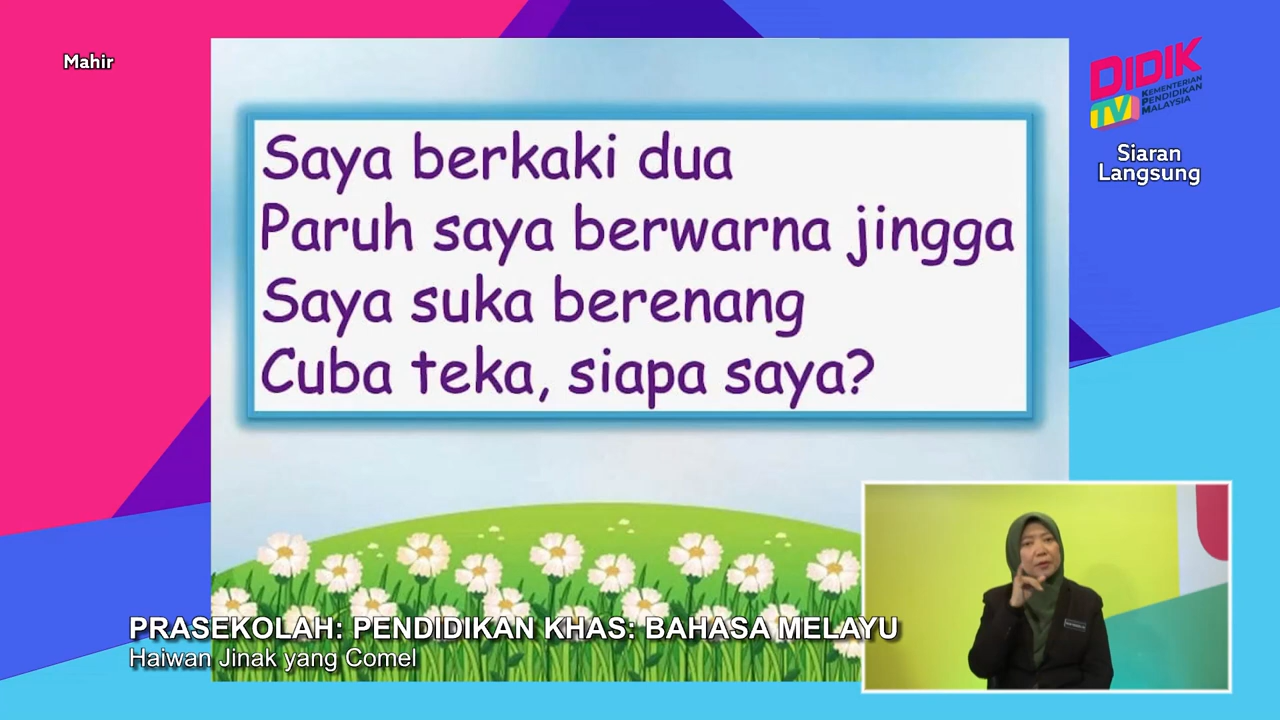 Mahir
Saya berkaki dua
Paruh saya berwarna jingga
Saya suka berenang
Cuba teka, siapa saya?
DIDIK
TV
KEMENTERIAN
PENDIDIKAN
MALAYSIA
Siaran
Langsung
PRASEKOLAH: PENDIDIKAN KHAS: BAHASA MELAYU
Haiwan Jinak yang Comel